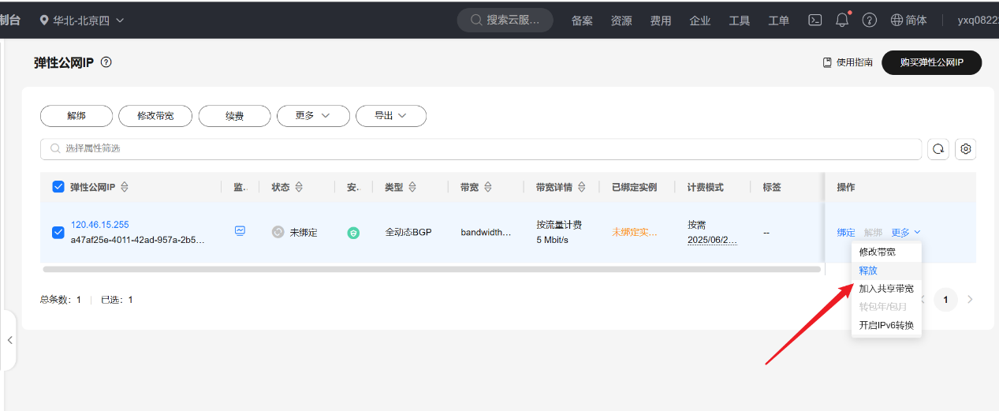 制台 华北-北京四 搜索云服... 备案 资源 费用 企业 工具 工单 简体 yxq0822
弹性公网IP 使用指南 购买弹性公网IP
解绑 修改带宽 续费 更多 导出
选择属性筛选
弹性公网IP 监.. 状态 安.. 类型 带宽 带宽详情 已绑定实例 计费模式 标签 操作
120.46.15.255
a47af25e-4011-42ad-957a-2b5...
未绑定 全动态BGP bandwidth... 按流量计费
5 Mbit/s
未绑定实... 按需
2025/06/2...
-- 绑定 解绑 更多
修改带宽
释放
加入共享带宽
转包年/包月
开启IPv6转换
总条数: 1 已选: 1 1